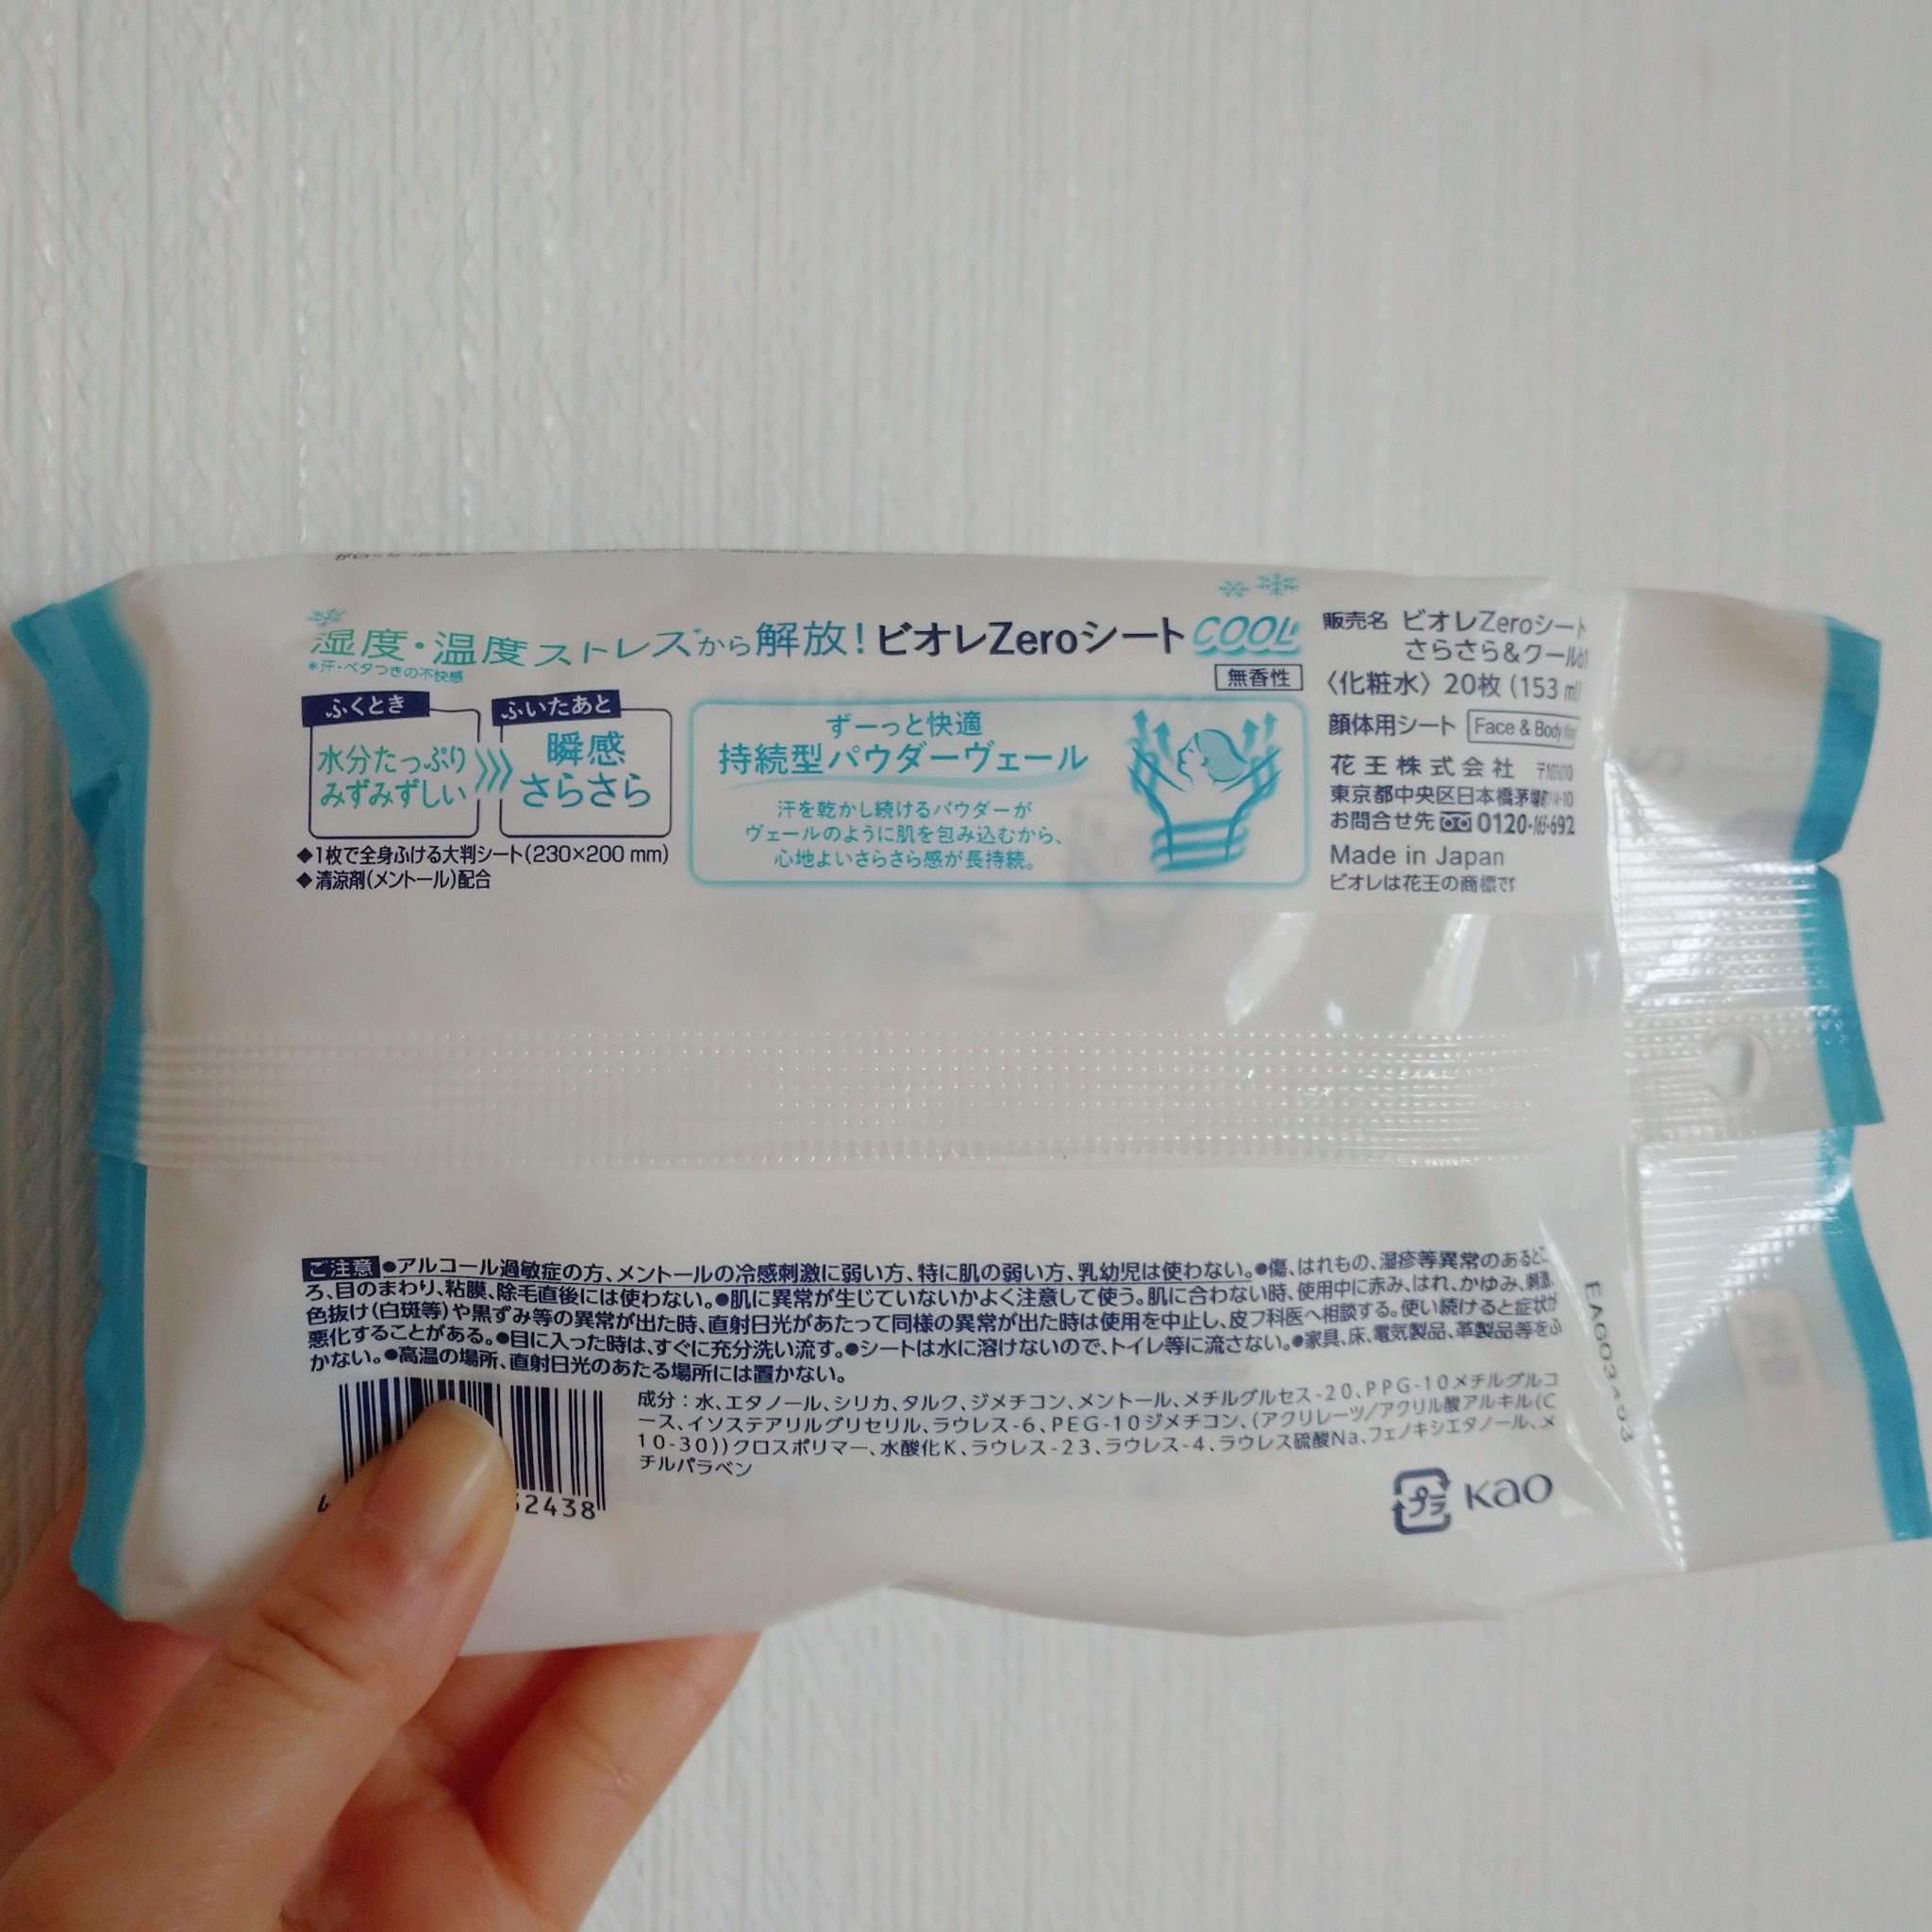 湿度・温度ストレス*から解放！ビオレZeroシート COOL
*汗・ベタつきの不快感
無香性
ふくとき
水分たっぷり
みずみずしい
ふいたあと
瞬感
さらさら
◆1枚で全身ふける大判シート（230×200 mm）
◆清涼剤（メントール）配合
ずーっと快適
持続型パウダーヴェール
汗を乾かし続けるパウダーが
ヴェールのように肌を包み込むから、
心地よいさらさら感が長持続。
販売名 ビオレZeroシート
さらさら&クール
〈化粧水〉20枚（153 ml）
顔体用シート Face & Body
花王株式会社
東京都中央区日本橋茅場町
お問合せ先 0120-165-692
Made in Japan
ビオレは花王の商標です
ご注意 ●アルコール過敏症の方、メントールの冷感刺激に弱い方、特に肌の弱い方、乳幼児は使わない。●傷、はれもの、湿疹等異常のあるとこ
ろ、目のまわり、粘膜、除毛直後には使わない。●肌に異常が生じていないかよく注意して使う。肌に合わない時、使用中に赤み、はれ、かゆみ、刺激、
色抜け（白斑等）や黒ずみ等の異常が出た時、直射日光があたって同様の異常が出た時は使用を中止し、皮フ科医へ相談する。使い続けると症状が
悪化することがある。●目に入った時は、すぐに充分洗い流す。●シートは水に溶けないので、トイレ等に流さない。●家具、床、電気製品、革製品等をふ
かない。●高温の場所、直射日光のあたる場所には置かない。
成分：水、エタノール、シリカ、タルク、ジメチコン、メントール、メチルグルセス-20、PPG-10メチルグルコ
ース、イソステアリルグリセリル、ラウレス-6、PEG-10ジメチコン、（アクリレーツ/アクリル酸アルキル（C
10-30））クロスポリマー、水酸化K、ラウレス-23、ラウレス-4、ラウレス硫酸Na、フェノキシエタノール、メ
チルパラベン
52438
プラ
Kao